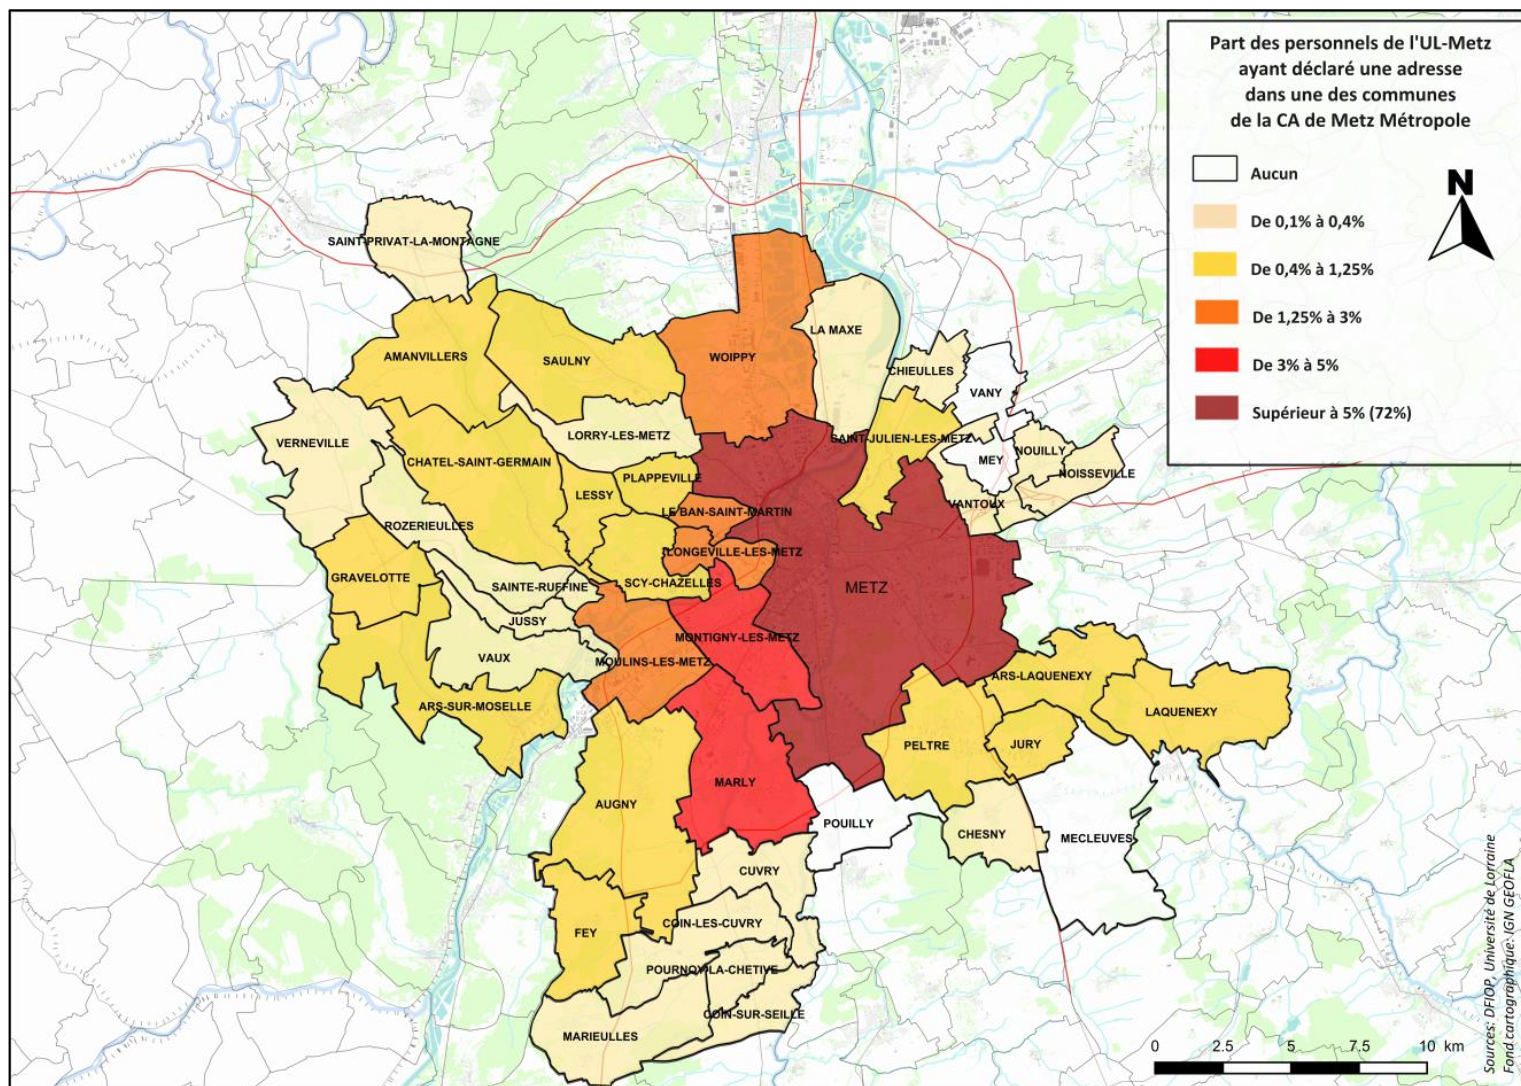 Part des personnels de l'UL-Metz
ayant déclaré une adresse
dans une des communes
de la CA de Metz Métropole
Aucun
De 0,1% à 0,4%
De 0,4% à 1,25%
De 1,25% à 3%
De 3% à 5%
Supérieur à 5% (72%)
N
SAINT-PRIVAT-LA-MONTAGNE
LA MAXE
AMANVILLERS
SAULNY
WOIPPY
CHIEULLES
VANY
VERNEVILLE
LORRY-LES-METZ
SAINT-JULIEN-LES-METZ
CHATEL-SAINT-GERMAIN
MEY
NOUILLY
NOISSEVILLE
PLAPPEVILLE
LESSY
VANTOUX
LE BAN-SAINT-MARTIN
ROZERIEULLES
LONGEVILLE-LES-METZ
GRAVELOTTE
SCY-CHAZELLES
SAINTE-RUFFINE
METZ
JUSSY
MONTIGNY-LES-METZ
VAUX
MOULINS-LES-METZ
ARS-LAQUENEXY
ARS-SUR-MOSELLE
LAQUENEXY
PELTRE
JURY
MARLY
AUGNY
POUILLY
CHESNY
MECLEUVES
CUVRY
COIN-LES-CUVRY
FEY
POURNOY-LA-CHETIVE
COIN-SUR-SEILLE
MARIEULLES
0 2.5 5 7.5 10 km
Sources: DFIOP, Université de Lorraine
Fond cartographique: IGN GEOFLA